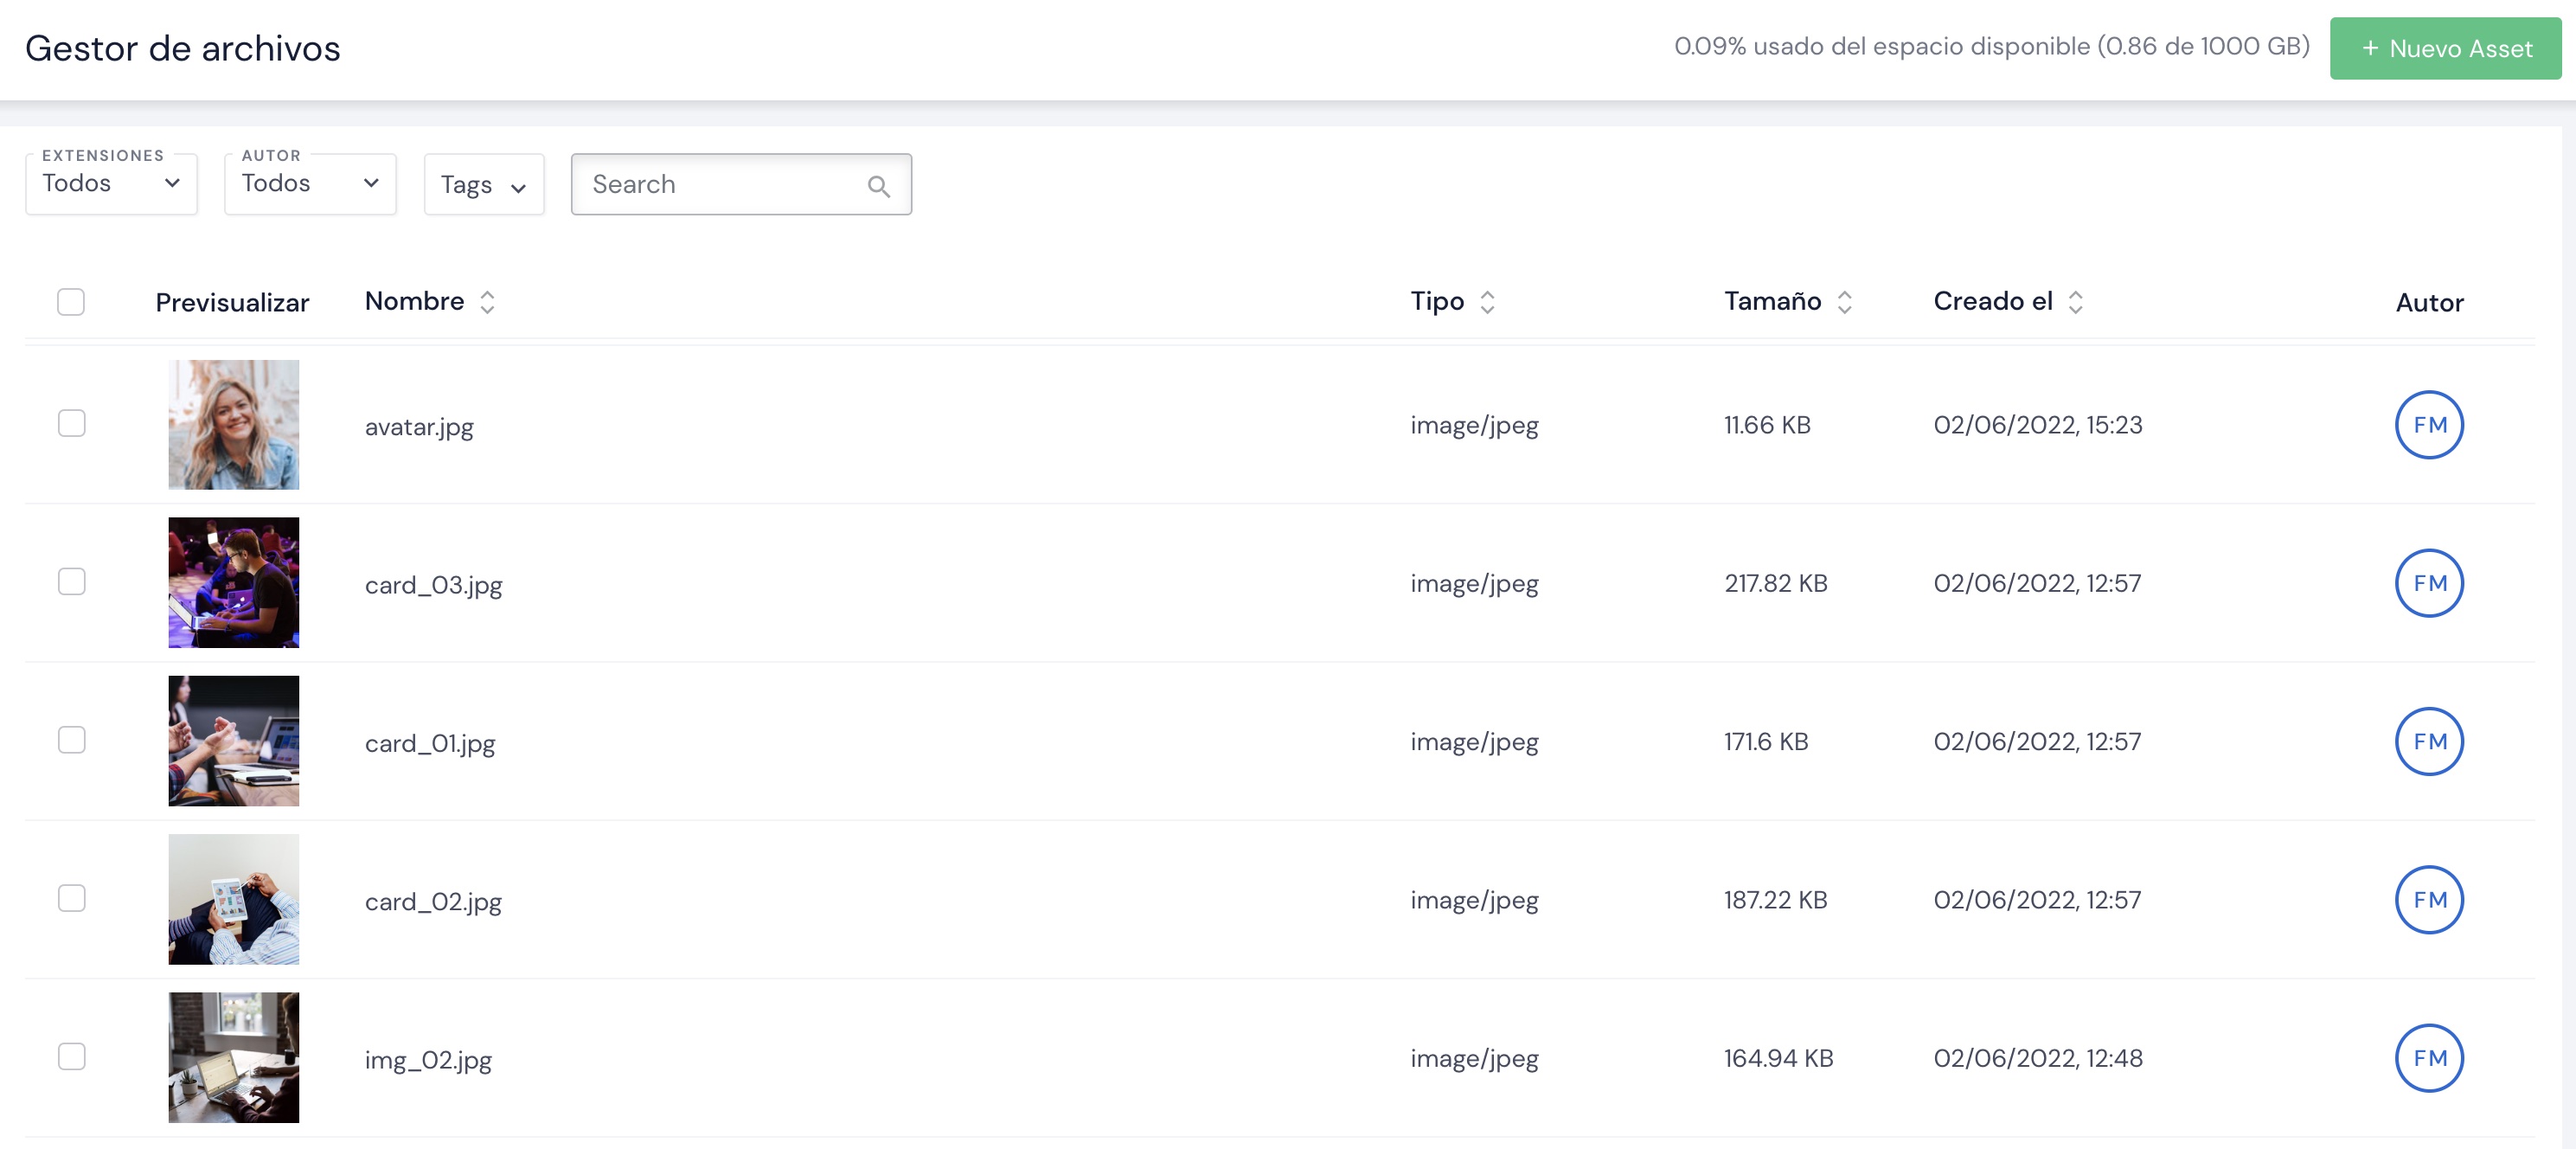 Gestor de archivos
0.09% usado del espacio disponible (0.86 de 1000 GB)
+ Nuevo Asset
EXTENSIONES
Todos
AUTOR
Todos
Tags
Search
Previsualizar Nombre Tipo Tamaño Creado el Autor
avatar.jpg image/jpeg 11.66 KB 02/06/2022, 15:23 FM
card_03.jpg image/jpeg 217.82 KB 02/06/2022, 12:57 FM
card_01.jpg image/jpeg 171.6 KB 02/06/2022, 12:57 FM
card_02.jpg image/jpeg 187.22 KB 02/06/2022, 12:57 FM
img_02.jpg image/jpeg 164.94 KB 02/06/2022, 12:48 FM